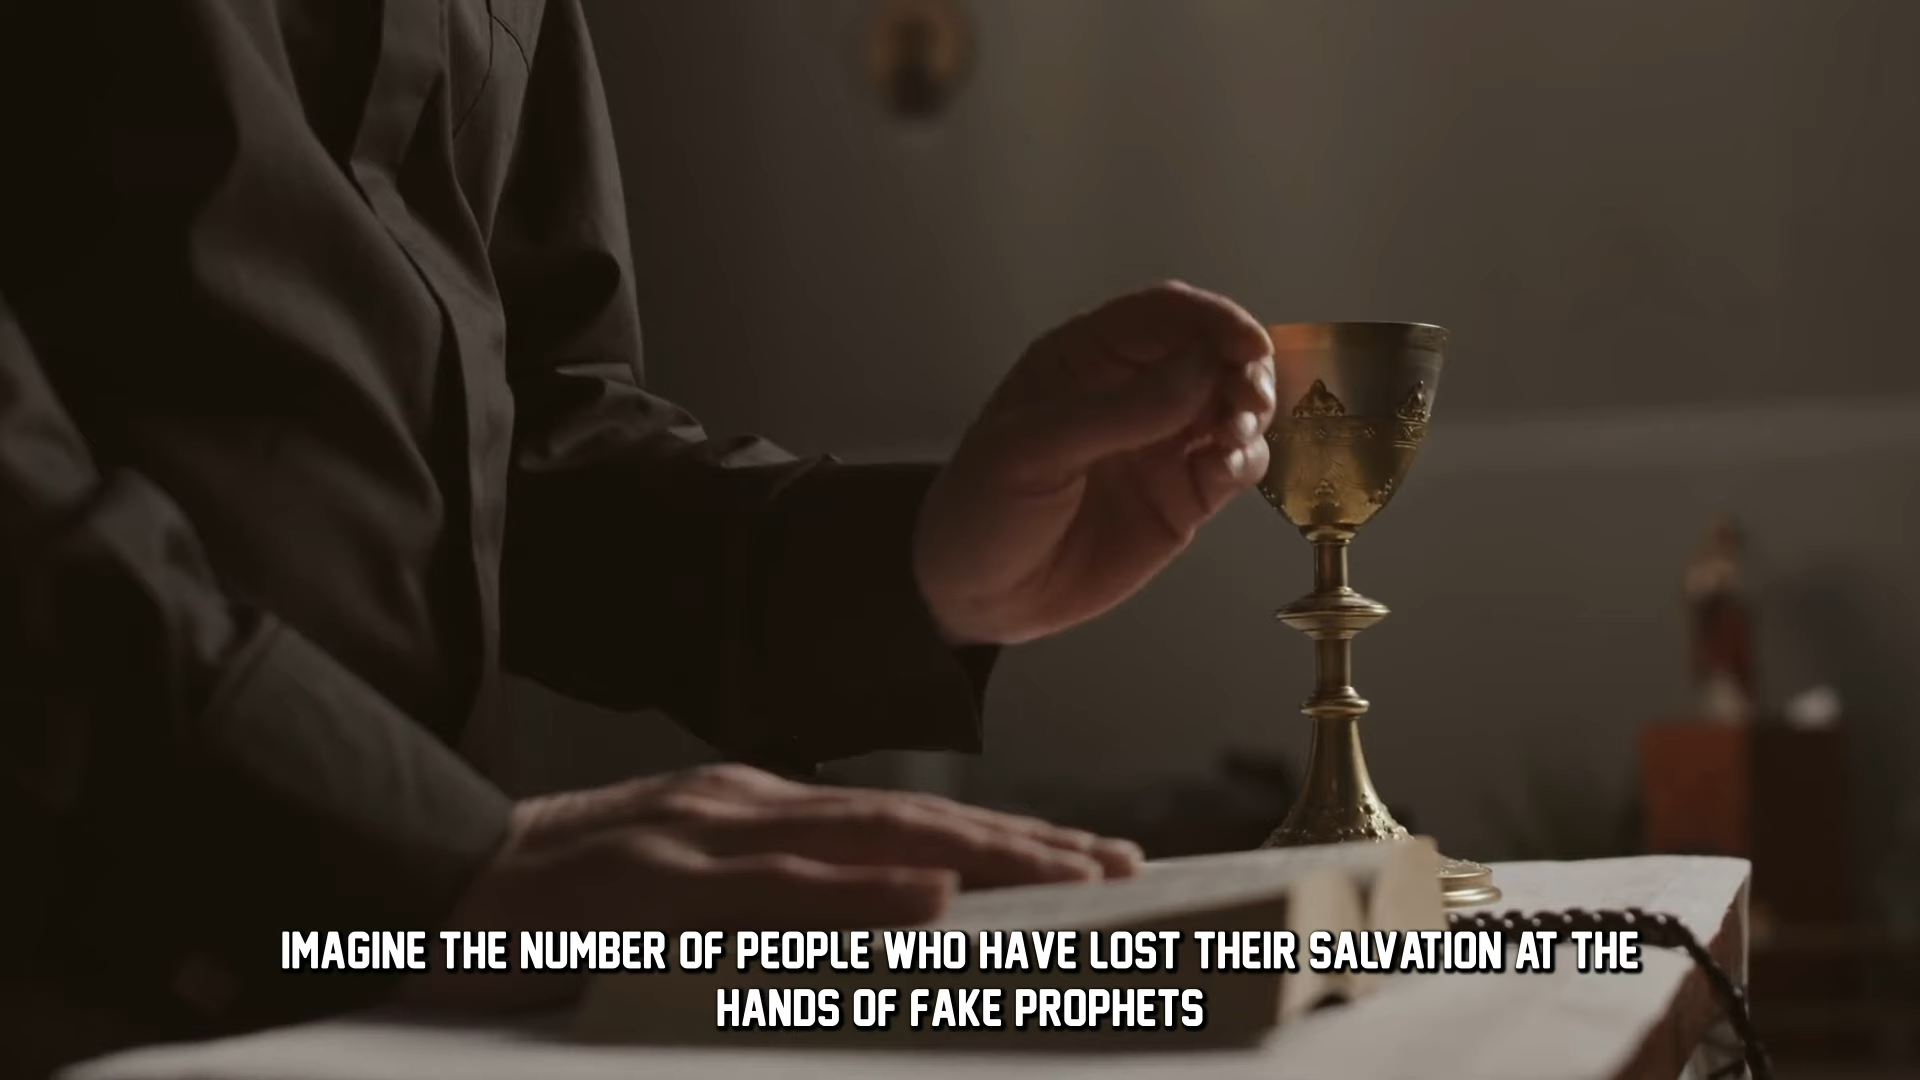 IMAGINE THE NUMBER OF PEOPLE WHO HAVE LOST THEIR SALVATION AT THE
HANDS OF FAKE PROPHETS